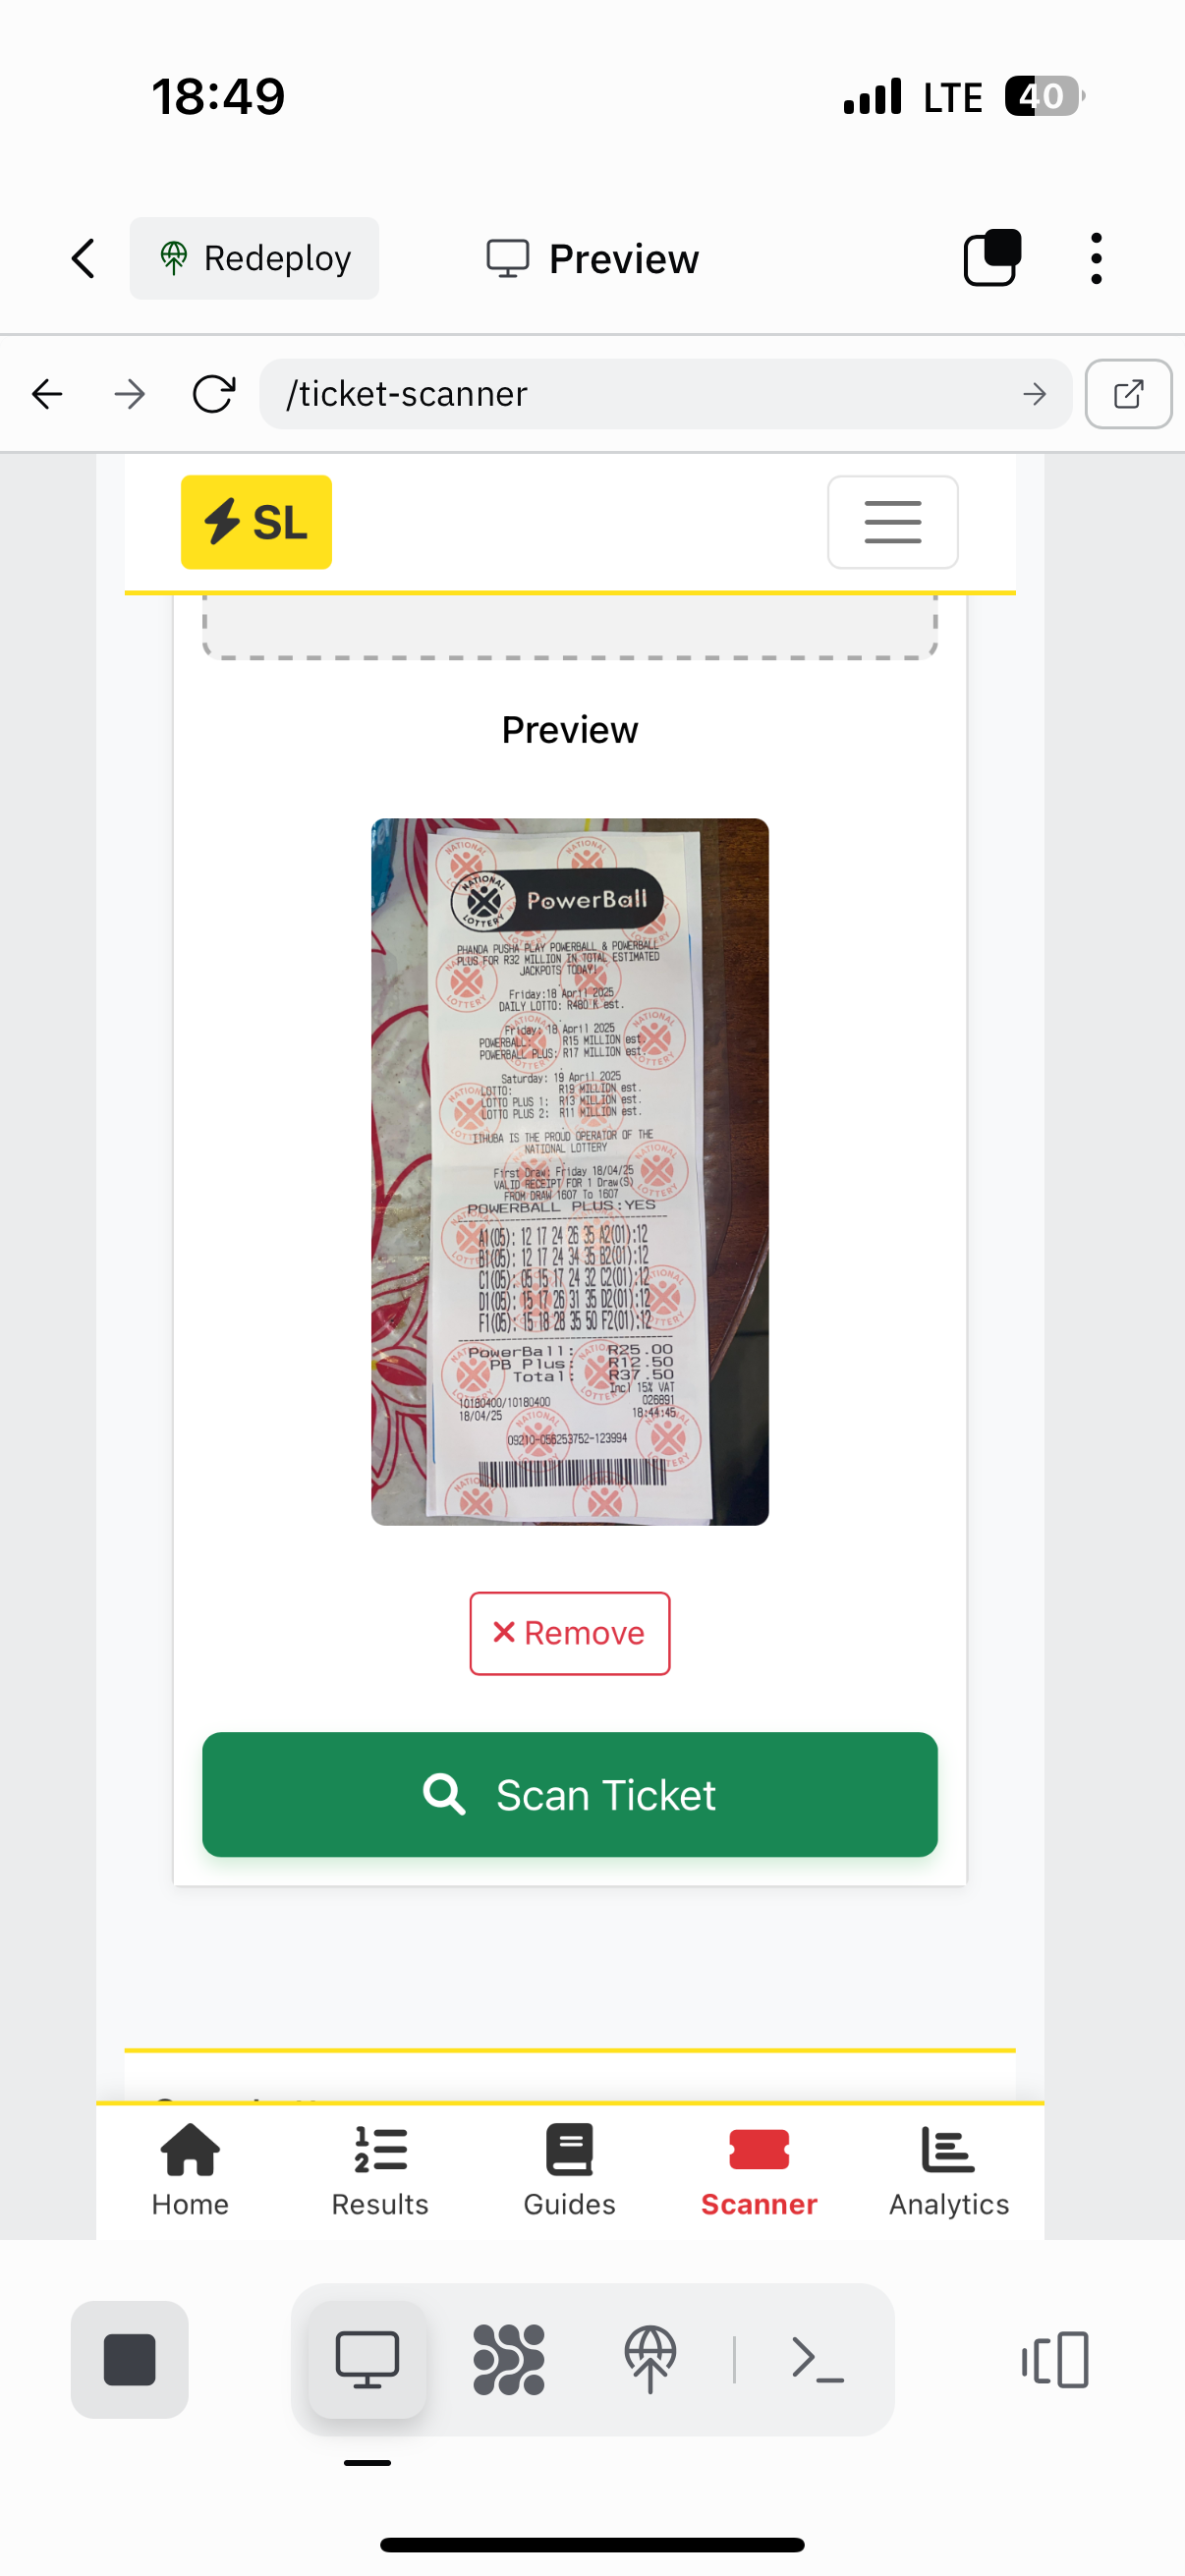 18:49
LTE
40
Redeploy
Preview
/ticket-scanner
SL
Preview
NATIONAL LOTTERY
PowerBall
PHANDA PUSHA PLAY POWERBALL & POWERBALL
PLUS FOR R32 MILLION IN TOTAL ESTIMATED
JACKPOTS TODAY!
Friday:18 April 2025
DAILY LOTTO: R480 K est.
Friday: 18 April 2025
POWERBALL: R15 MILLION est.
POWERBALL PLUS: R17 MILLION est.
Saturday: 19 April 2025
LOTTO: R19 MILLION est.
LOTTO PLUS 1: R13 MILLION est.
LOTTO PLUS 2: R11 MILLION est.
ITHUBA IS THE PROUD OPERATOR OF THE
NATIONAL LOTTERY
First Draw: Friday 18/04/25
VALID RECEIPT FOR 1 Draw(S)
FROM DRAW 1607 To 1607
POWERBALL PLUS:YES
A1(05): 12 17 24 26 35 A2(01):12
B1(05): 12 17 24 34 35 B2(01):12
C1(05): 05 15 17 24 32 C2(01):12
D1(05): 15 17 26 31 35 D2(01):12
F1(05): 15 18 28 35 50 F2(01):12
PowerBall: R25.00
PB Plus: R12.50
Total: R37.50
Incl 15% VAT
10180400/10180400 026891
18/04/25 18:44:45
09210-056253752-123994
Remove
Scan Ticket
Home
Results
Guides
Scanner
Analytics